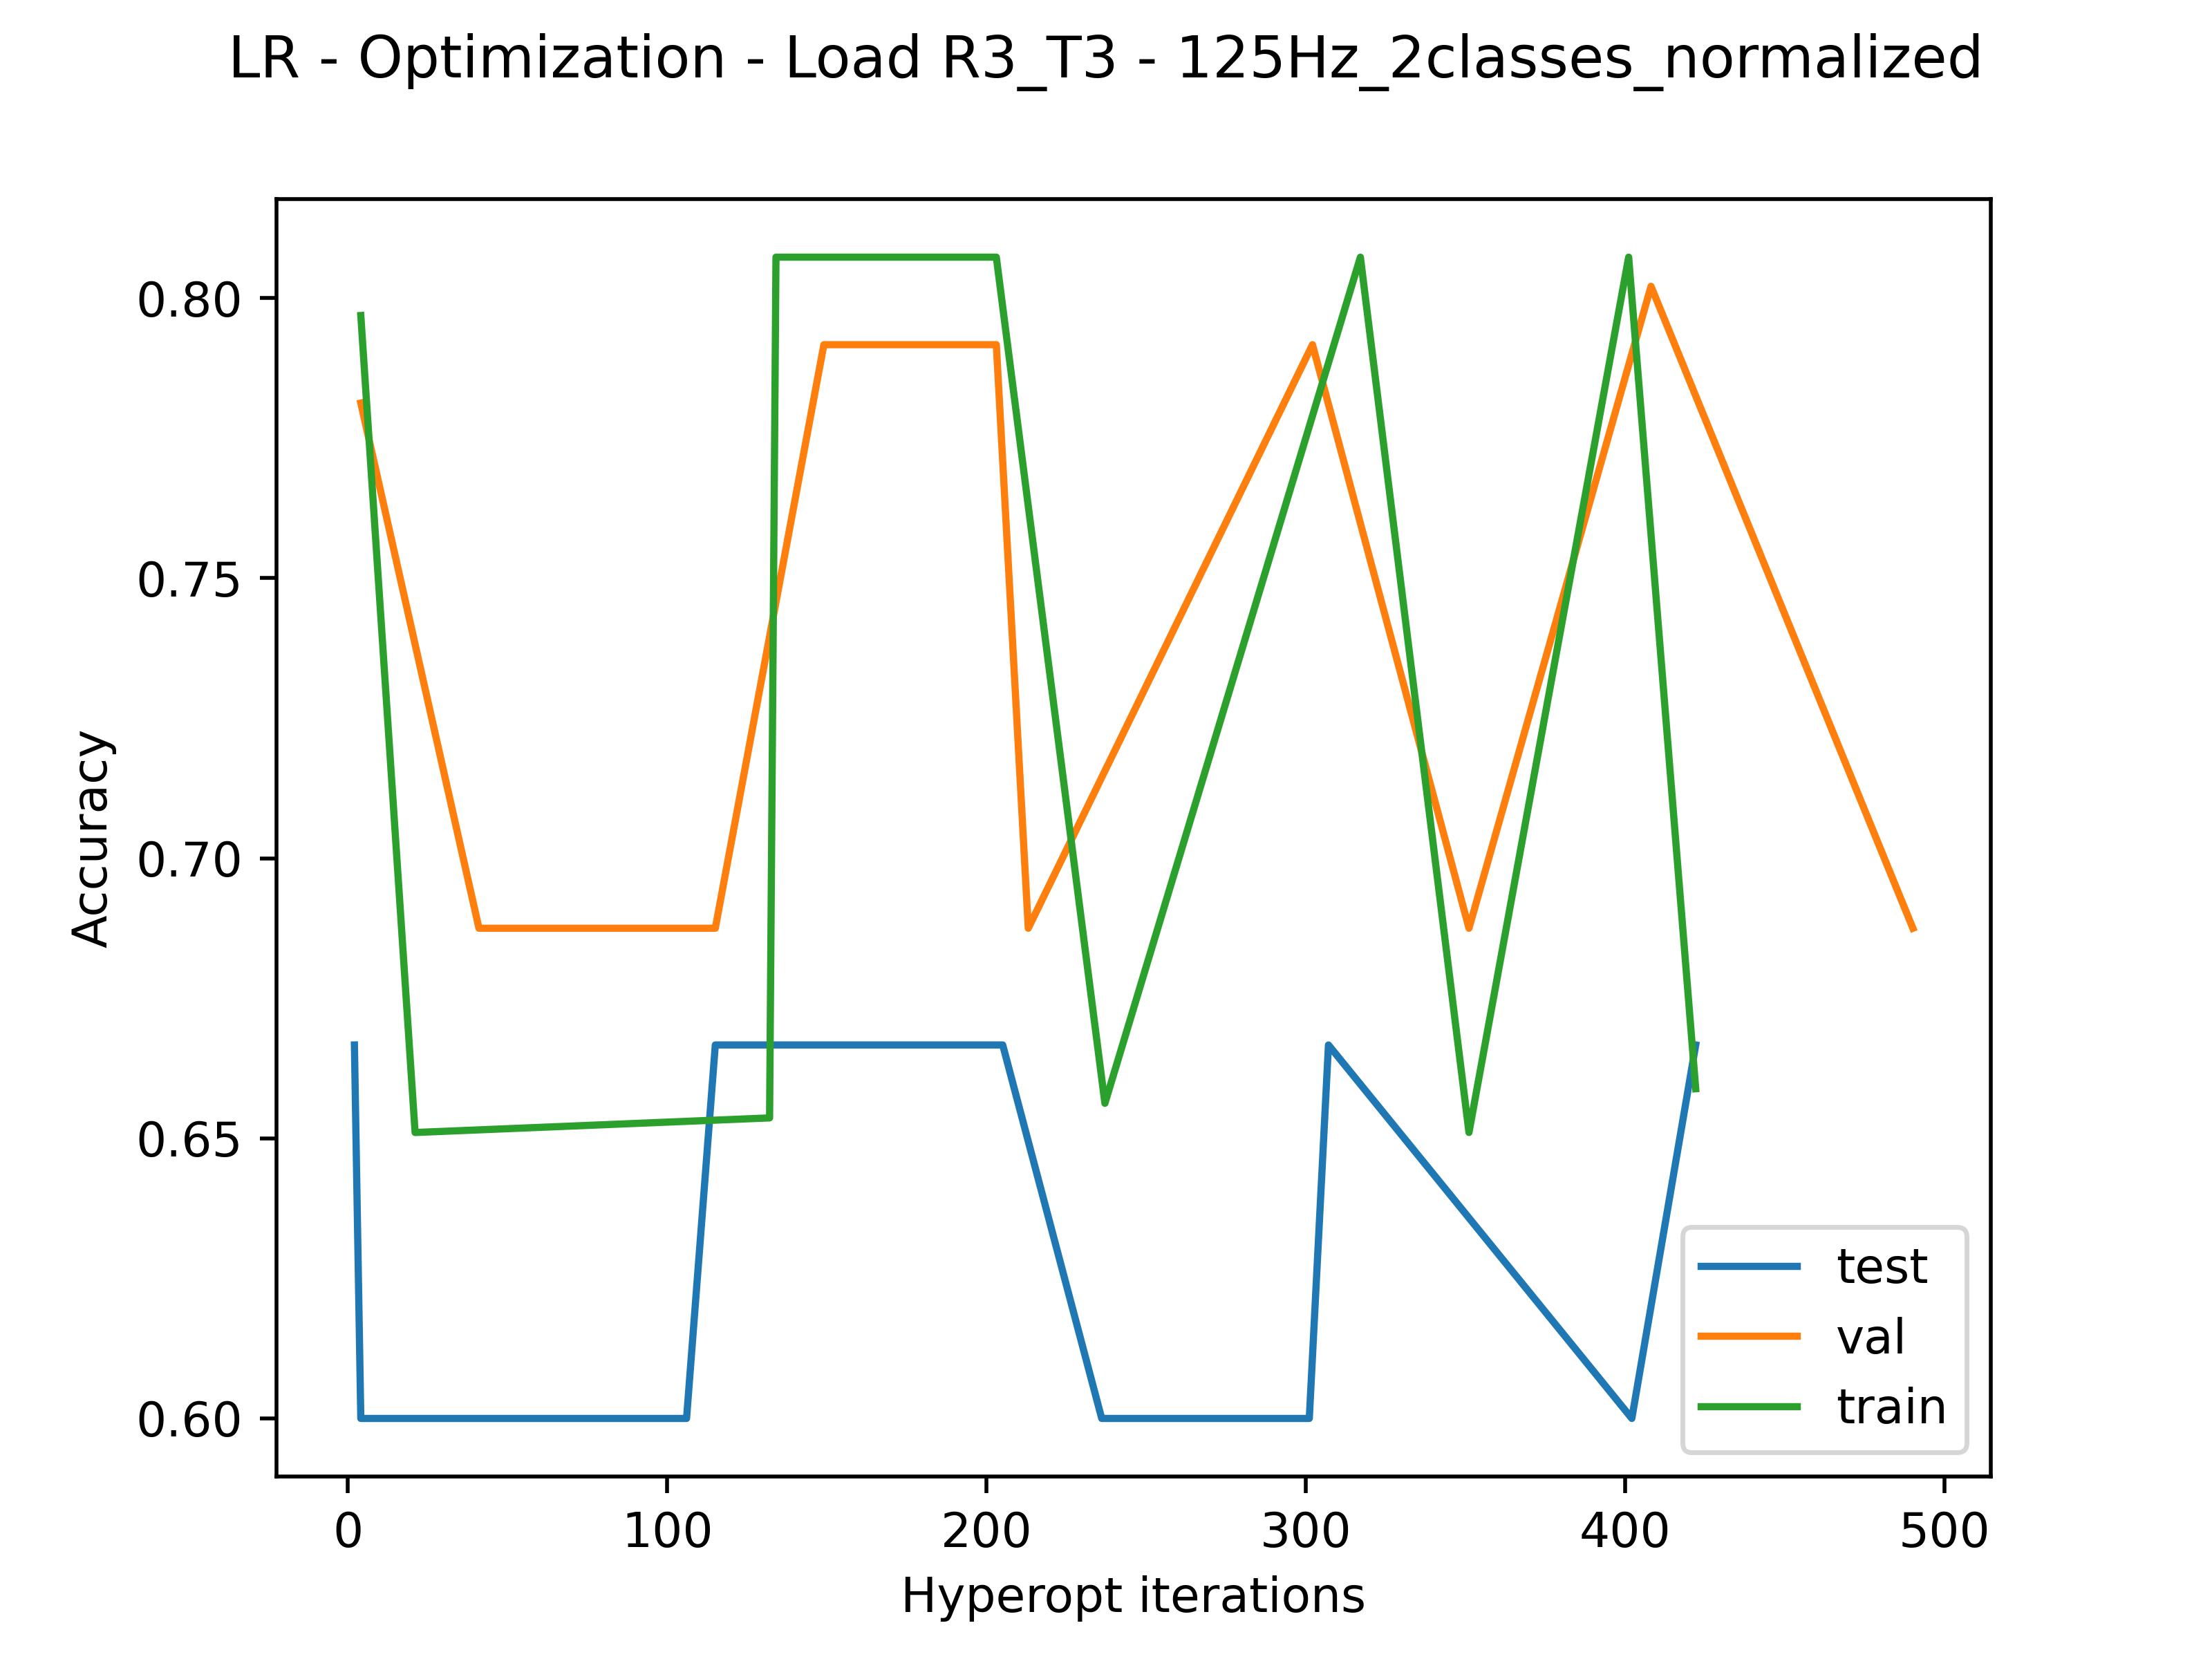 LR - Optimization - Load R3_T3 - 125Hz_2classes_normalized
0.80
0.75
0.70
0.65
0.60
Accuracy
0 100 200 300 400 500
Hyperopt iterations
test
val
train